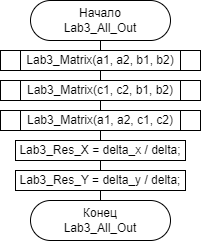 Начало
Lab3_All_Out
Lab3_Matrix(a1, a2, b1, b2)
Lab3_Matrix(c1, c2, b1, b2)
Lab3_Matrix(a1, a2, c1, c2)
Lab3_Res_X = delta_x / delta;
Lab3_Res_Y = delta_y / delta;
Конец
Lab3_All_Out